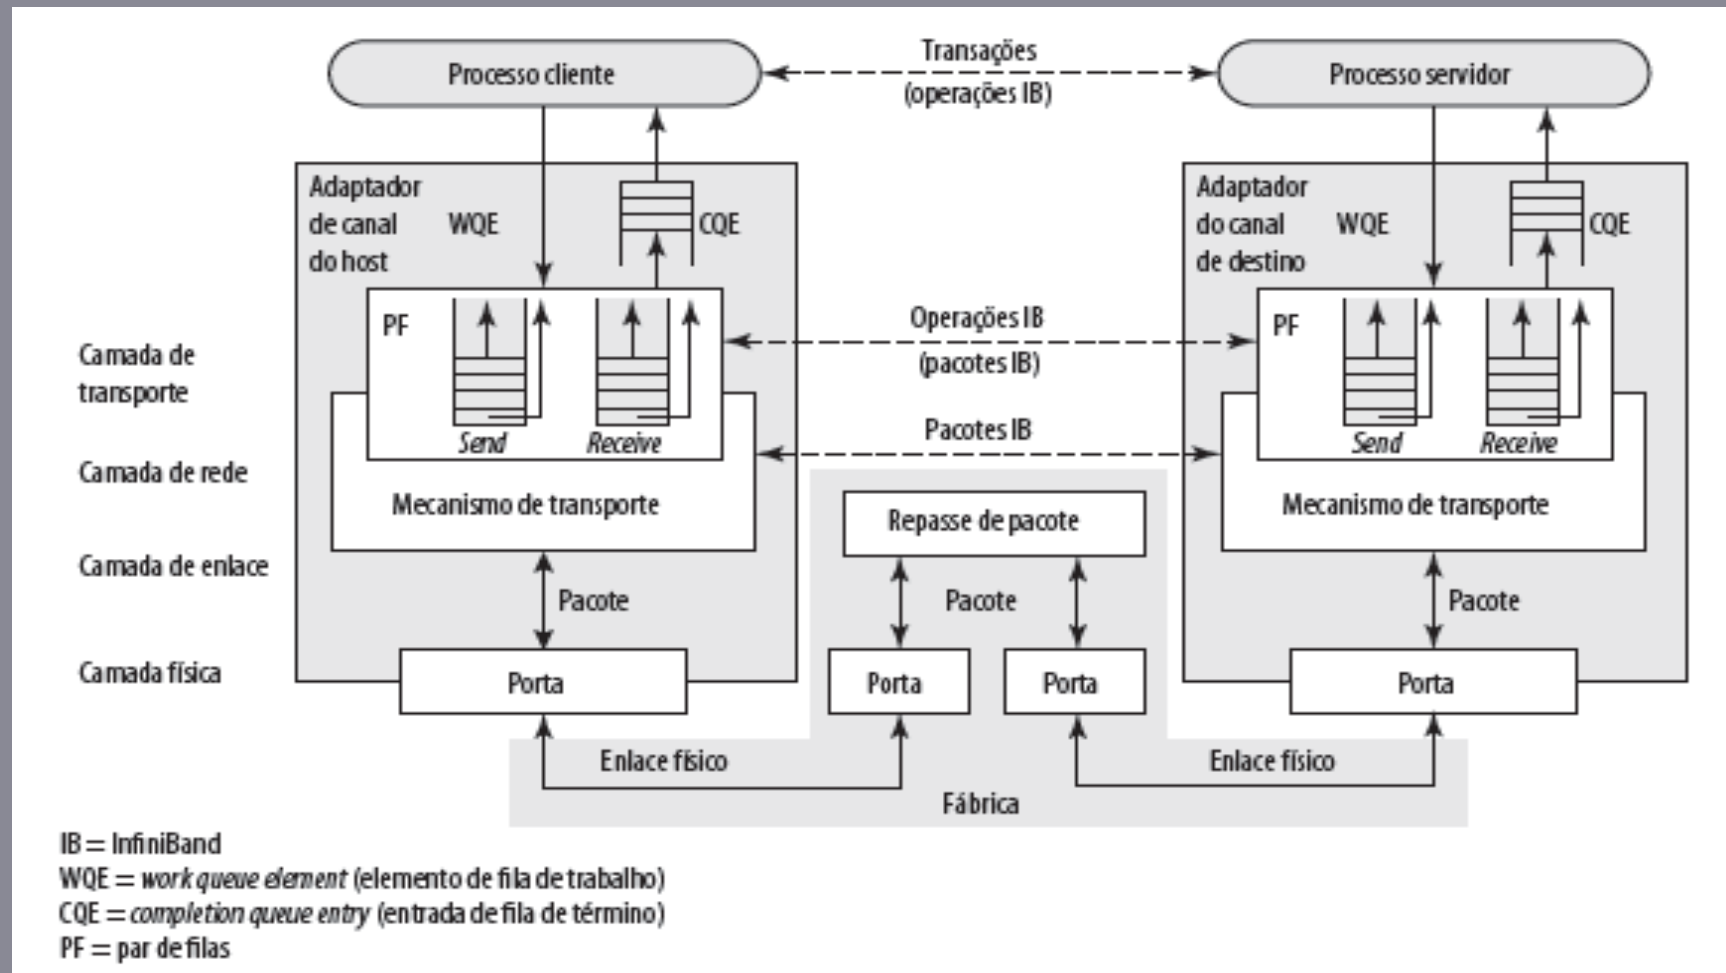 Processo cliente
Transações
(operações IB)
Processo servidor
Adaptador
de canal
do host
WQE
CQE
Adaptador
do canal
de destino
WQE
CQE
PF
Send
Receive
Operações IB
(pacotes IB)
PF
Send
Receive
Camada de
transporte
Pacotes IB
Camada de rede
Mecanismo de transporte
Repasse de pacote
Mecanismo de transporte
Camada de enlace
Pacote
Pacote
Pacote
Camada física
Porta
Porta
Porta
Porta
Enlace físico
Enlace físico
Fábrica
IB = InfiniBand
WQE = work queue element (elemento de fila de trabalho)
CQE = completion queue entry (entrada de fila de término)
PF = par de filas